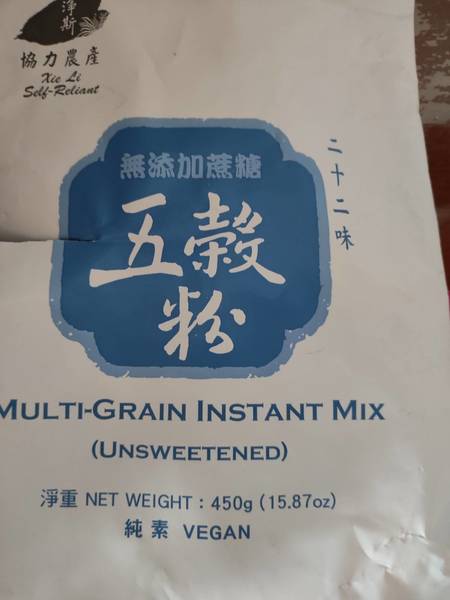 淨斯
協力農產
Xie Li
Self-Reliant
無添加蔗糖
五穀
粉
二十二味
MULTI-GRAIN INSTANT MIX
(UNSWEETENED)
淨重 NET WEIGHT : 450g (15.87oz)
純素 VEGAN